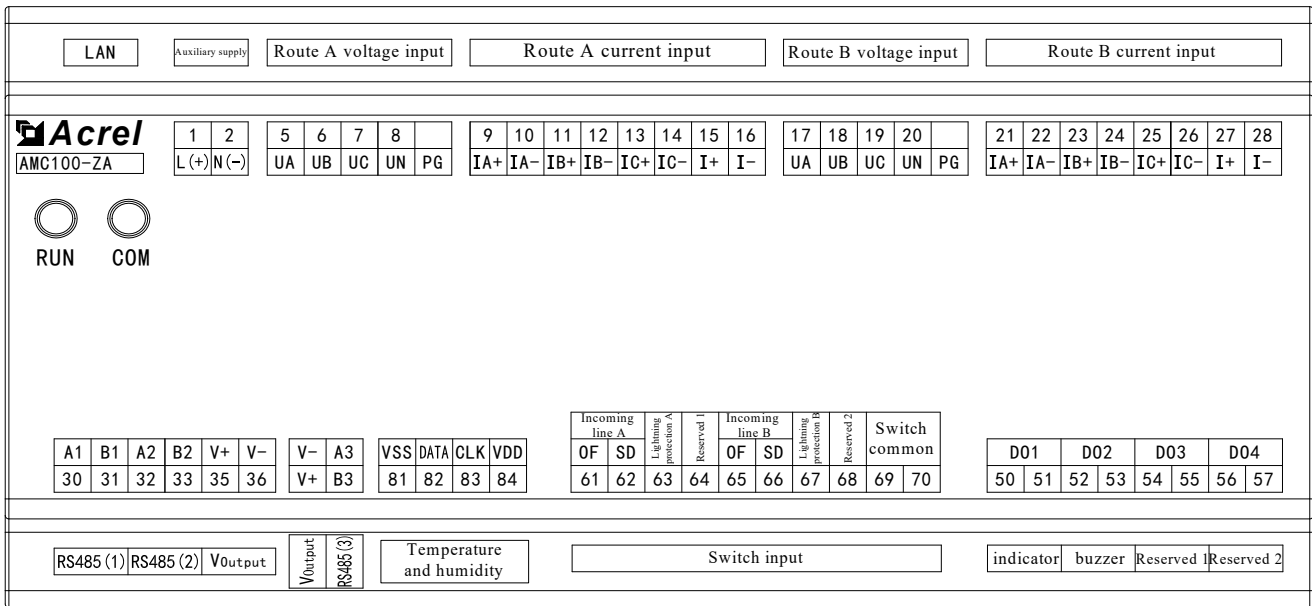 LAN Auxiliary supply Route A voltage input Route A current input Route B voltage input Route B current input
Acrel
AMC100-ZA
1 2 5 6 7 8 9 10 11 12 13 14 15 16 17 18 19 20 21 22 23 24 25 26 27 28
L(+) N(-) UA UB UC UN PG IA+ IA- IB+ IB- IC+ IC- I+ I- UA UB UC UN PG IA+ IA- IB+ IB- IC+ IC- I+ I-
RUN COM
A1 B1 A2 B2 V+ V-
30 31 32 33 35 36
V- A3
V+ B3
VSS DATA CLK VDD
81 82 83 84
Incoming
line A
OF SD
Lightning
protection A
Reserved 1
Incoming
line B
OF SD
Lightning
protection B
Reserved 2
Switch
common
61 62 63 64 65 66 67 68 69 70
DO1 DO2 DO3 DO4
50 51 52 53 54 55 56 57
RS485(1) RS485(2) VOutput
VOutput
RS485(3)
Temperature
and humidity
Switch input
indicator buzzer Reserved 1 Reserved 2